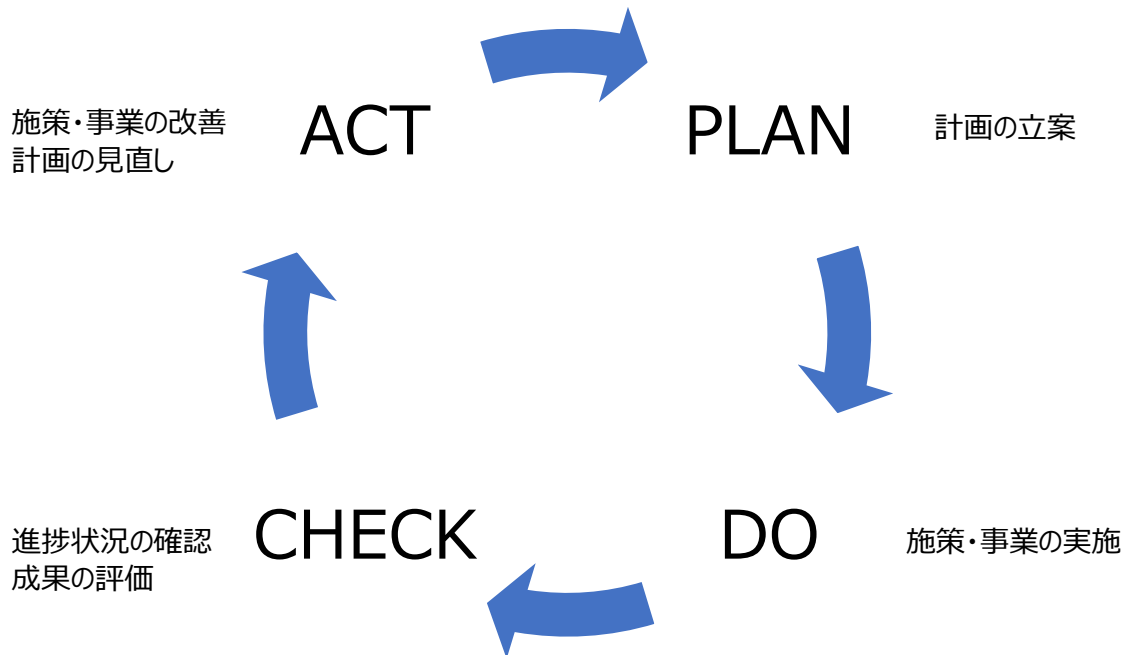 施策・事業の改善
計画の見直し
ACT
PLAN
計画の立案
進捗状況の確認
成果の評価
CHECK
DO
施策・事業の実施